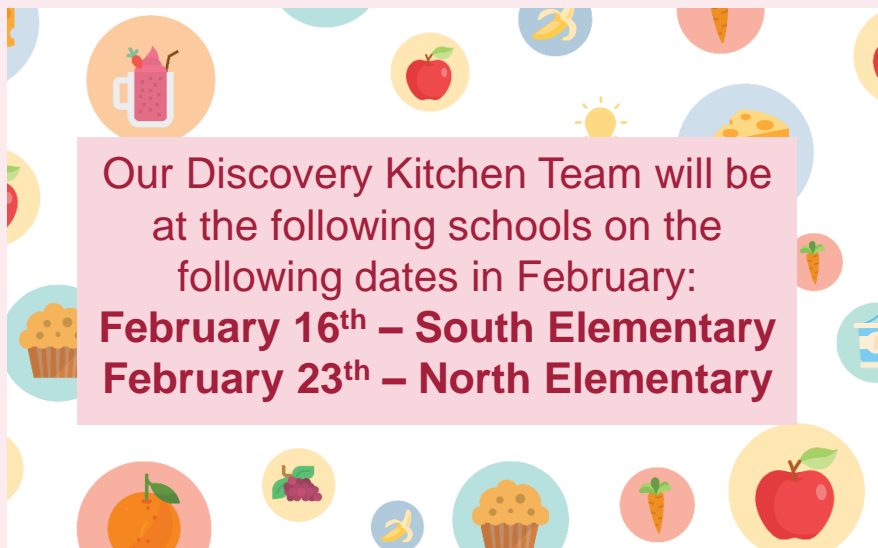 Our Discovery Kitchen Team will be
at the following schools on the
following dates in February:
February 16th – South Elementary
February 23th – North Elementary